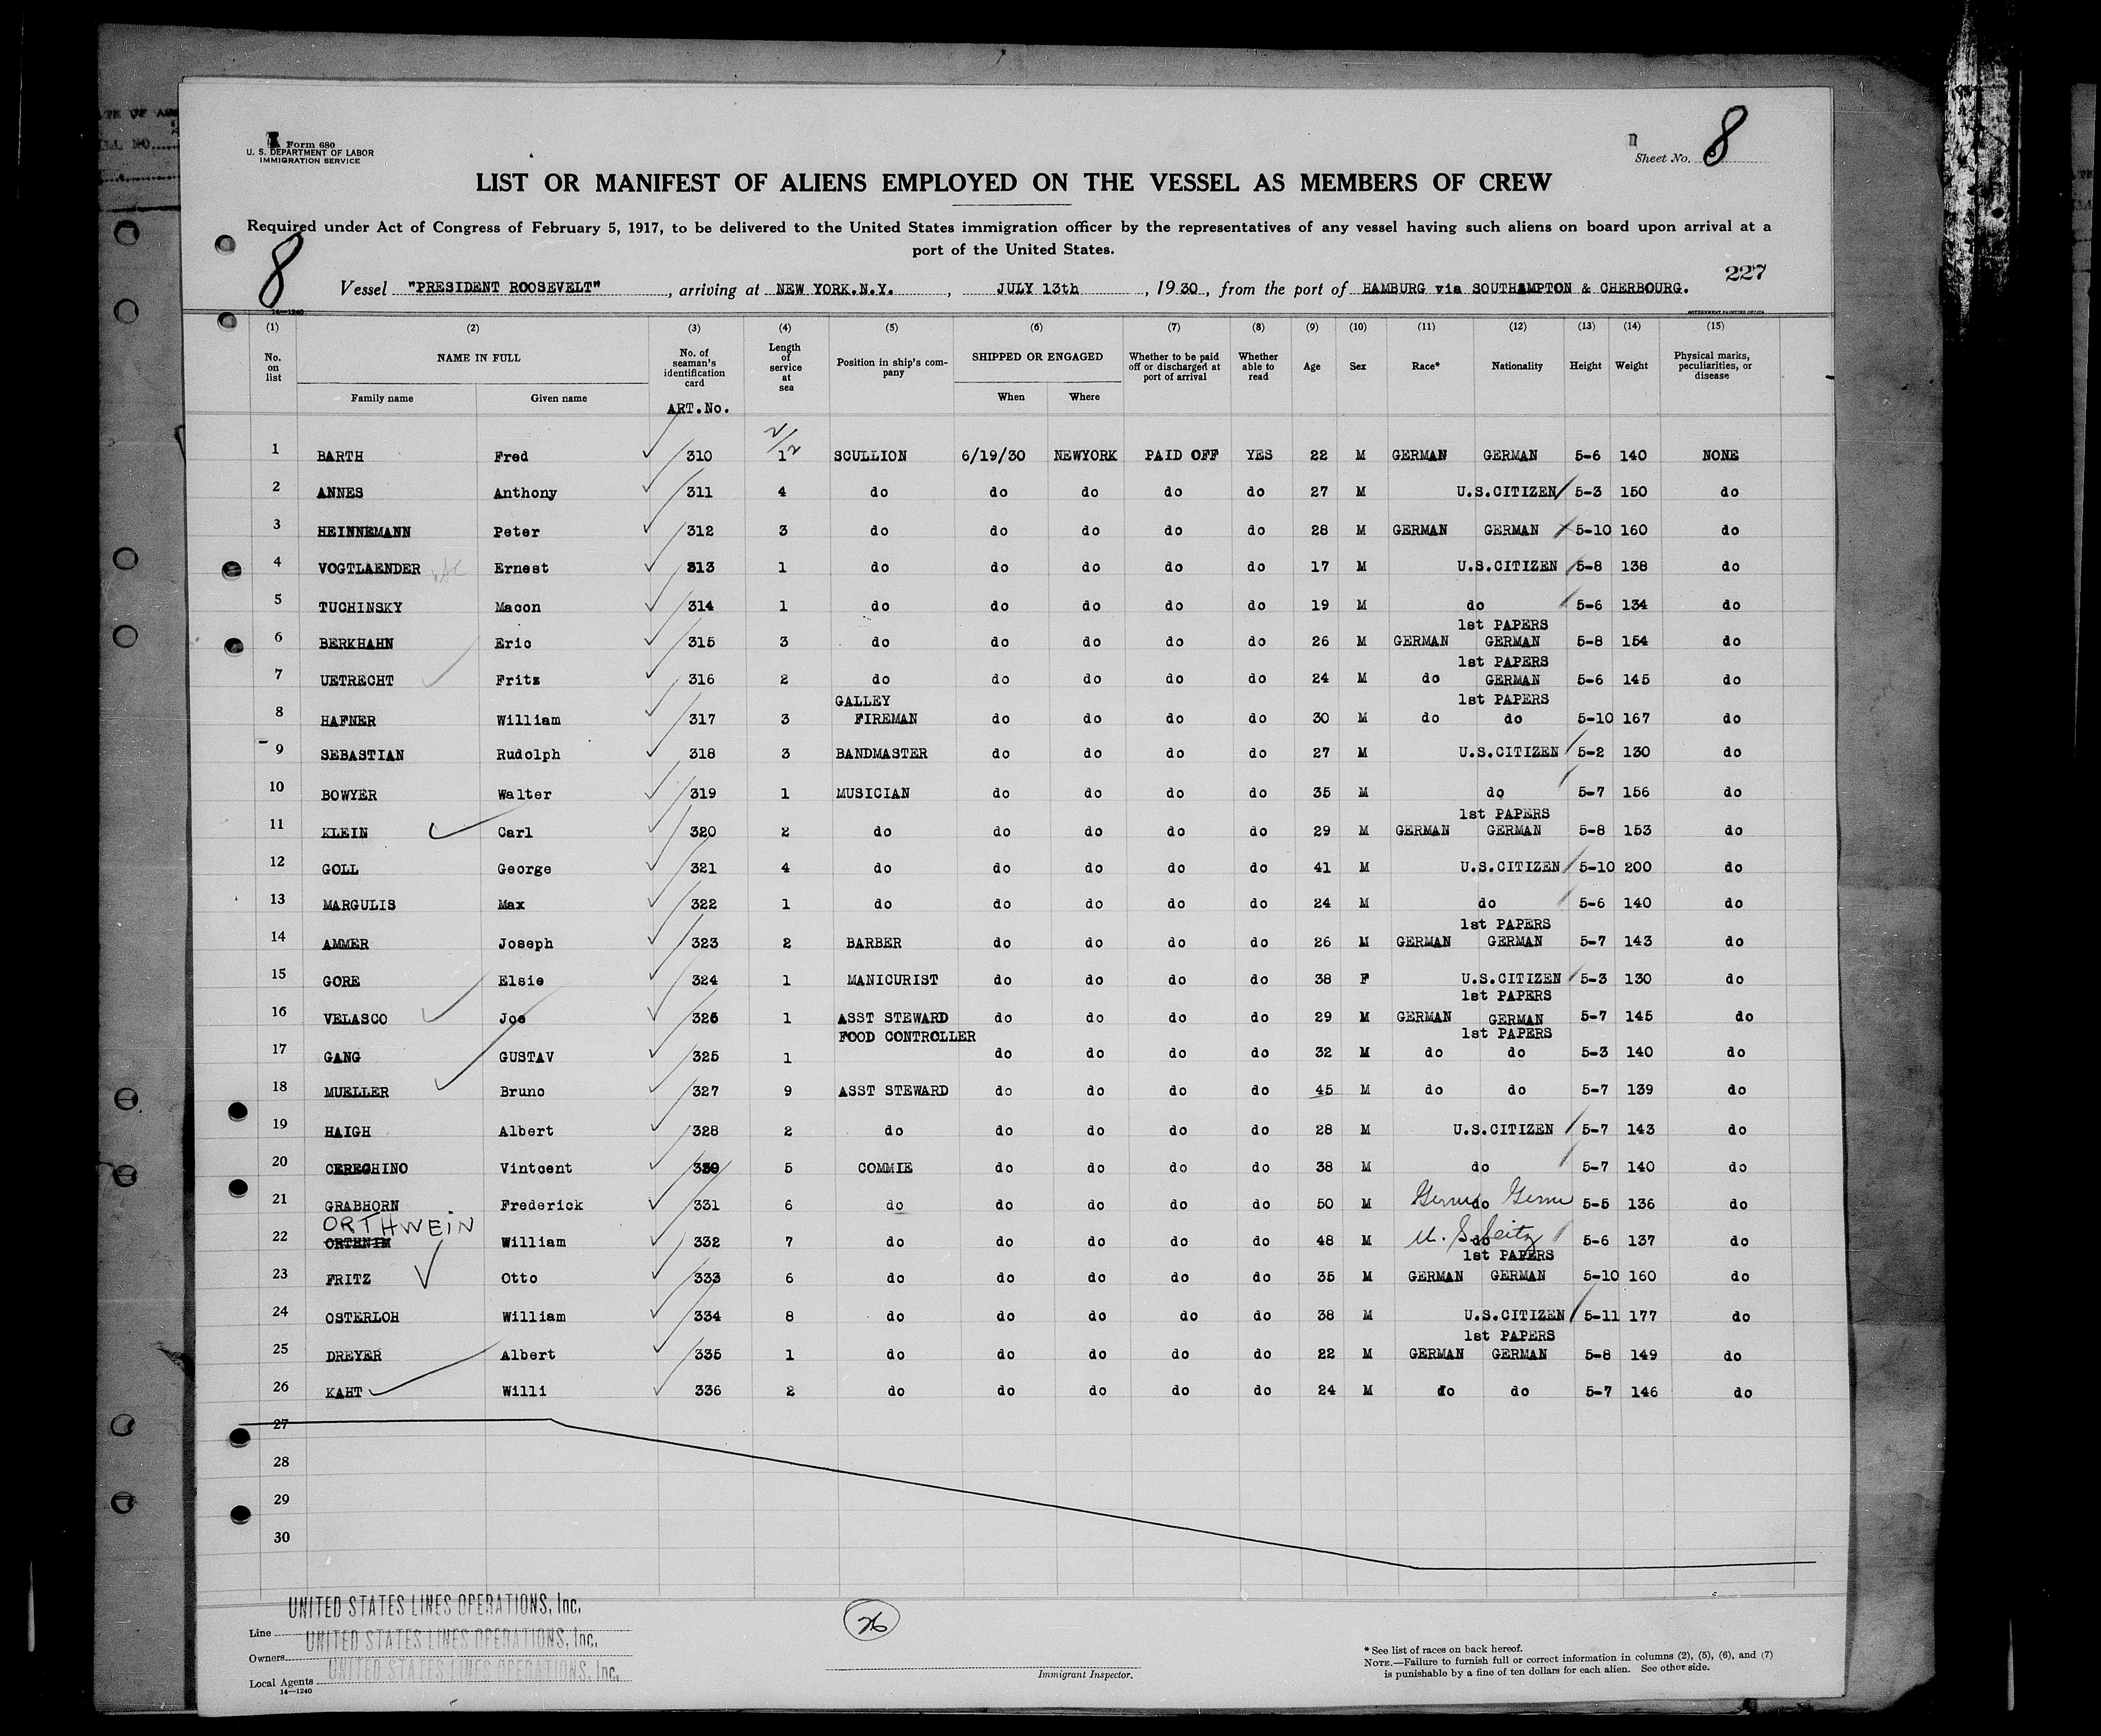 Form 680
U. S. DEPARTMENT OF LABOR
IMMIGRATION SERVICE
Sheet No. 8
LIST OR MANIFEST OF ALIENS EMPLOYED ON THE VESSEL AS MEMBERS OF CREW
Required under Act of Congress of February 5, 1917, to be delivered to the United States immigration officer by the representatives of any vessel having such aliens on board upon arrival at a
port of the United States.
8
227
Vessel "PRESIDENT ROOSEVELT", arriving at NEW YORK.N.Y., JULY 13th, 1930, from the port of HAMBURG via SOUTHAMPTON & CHERBOURG.
14—1240
(1) (2) (3) (4) (5) (6) (7) (8) (9) (10) (11) (12) (13) (14) (15)
No. on list NAME IN FULL No. of seaman's identification card Length of service at sea Position in ship's company SHIPPED OR ENGAGED Whether to be paid off or discharged at port of arrival Whether able to read Age Sex Race* Nationality Height Weight Physical marks, peculiarities, or disease
Family name Given name When Where
ART.No.
1 BARTH Fred 310 1 SCULLION 6/19/30 NEWYORK PAID OFF YES 22 M GERMAN GERMAN 5-6 140 NONE
2 ANNES Anthony 311 4 do do do do do 27 M U.S.CITIZEN 5-3 150 do
3 HEINNEMANN Peter 312 3 do do do do do 28 M GERMAN GERMAN 5-10 160 do
4 VOGTLAENDER Ernest 313 1 do do do do do 17 M U.S.CITIZEN 5-8 138 do
5 TUCHINSKY Macon 314 1 do do do do do 19 M do 5-6 134 do
1st PAPERS
6 BERKHAHN Eric 315 3 do do do do do 26 M GERMAN GERMAN 5-8 154 do
1st PAPERS
7 UETRECHT Fritz 316 2 do do do do do 24 M do GERMAN 5-6 145 do
GALLEY 1st PAPERS
8 HAFNER William 317 3 FIREMAN do do do do 30 M do do 5-10 167 do
9 SEBASTIAN Rudolph 318 3 BANDMASTER do do do do 27 M U.S.CITIZEN 5-2 130 do
10 BOWYER Walter 319 1 MUSICIAN do do do do 35 M do 5-7 156 do
1st PAPERS
11 KLEIN Carl 320 2 do do do do do 29 M GERMAN GERMAN 5-8 153 do
12 GOLL George 321 4 do do do do do 41 M U.S.CITIZEN 5-10 200 do
13 MARGULIS Max 322 1 do do do do do 24 M do 5-6 140 do
1st PAPERS
14 AMMER Joseph 323 2 BARBER do do do do 26 M GERMAN GERMAN 5-7 143 do
15 GORE Elsie 324 1 MANICURIST do do do do 38 F U.S.CITIZEN 5-3 130 do
1st PAPERS
16 VELASCO Joe 326 1 ASST STEWARD do do do do 29 M GERMAN GERMAN 5-7 145 do
FOOD CONTROLLER 1st PAPERS
17 GANG GUSTAV 325 1 do do do do 32 M do do 5-3 140 do
18 MUELLER Bruno 327 9 ASST STEWARD do do do do 45 M do do 5-7 139 do
19 HAIGH Albert 328 2 do do do do do 28 M U.S.CITIZEN 5-7 143 do
20 CEREGHINO Vintcent 330 5 COMMIE do do do do 38 M do 5-7 140 do
21 GRABHORN Frederick 331 6 do do do do do 50 M Germ do Germ 5-5 136 do
ORTHWEIN
22 ORTHNIM William 332 7 do do do do do 48 M U. S. Citz do 5-6 137 do
1st PAPERS
23 FRITZ Otto 333 6 do do do do do 35 M GERMAN GERMAN 5-10 160 do
24 OSTERLOH William 334 8 do do do do do 38 M U.S.CITIZEN 5-11 177 do
1st PAPERS
25 DREYER Albert 335 1 do do do do do 22 M GERMAN GERMAN 5-8 149 do
26 KAHT Willi 336 2 do do do do do 24 M do do 5-7 146 do
27
28
29
30
UNITED STATES LINES OPERATIONS, Inc.
Line UNITED STATES LINES OPERATIONS, Inc.
Owners
Local Agents UNITED STATES LINES OPERATIONS, Inc.
14—1240
26
Immigrant Inspector.
* See list of races on back hereof.
NOTE.—Failure to furnish full or correct information in columns (2), (5), (6), and (7)
is punishable by a fine of ten dollars for each alien. See other side.